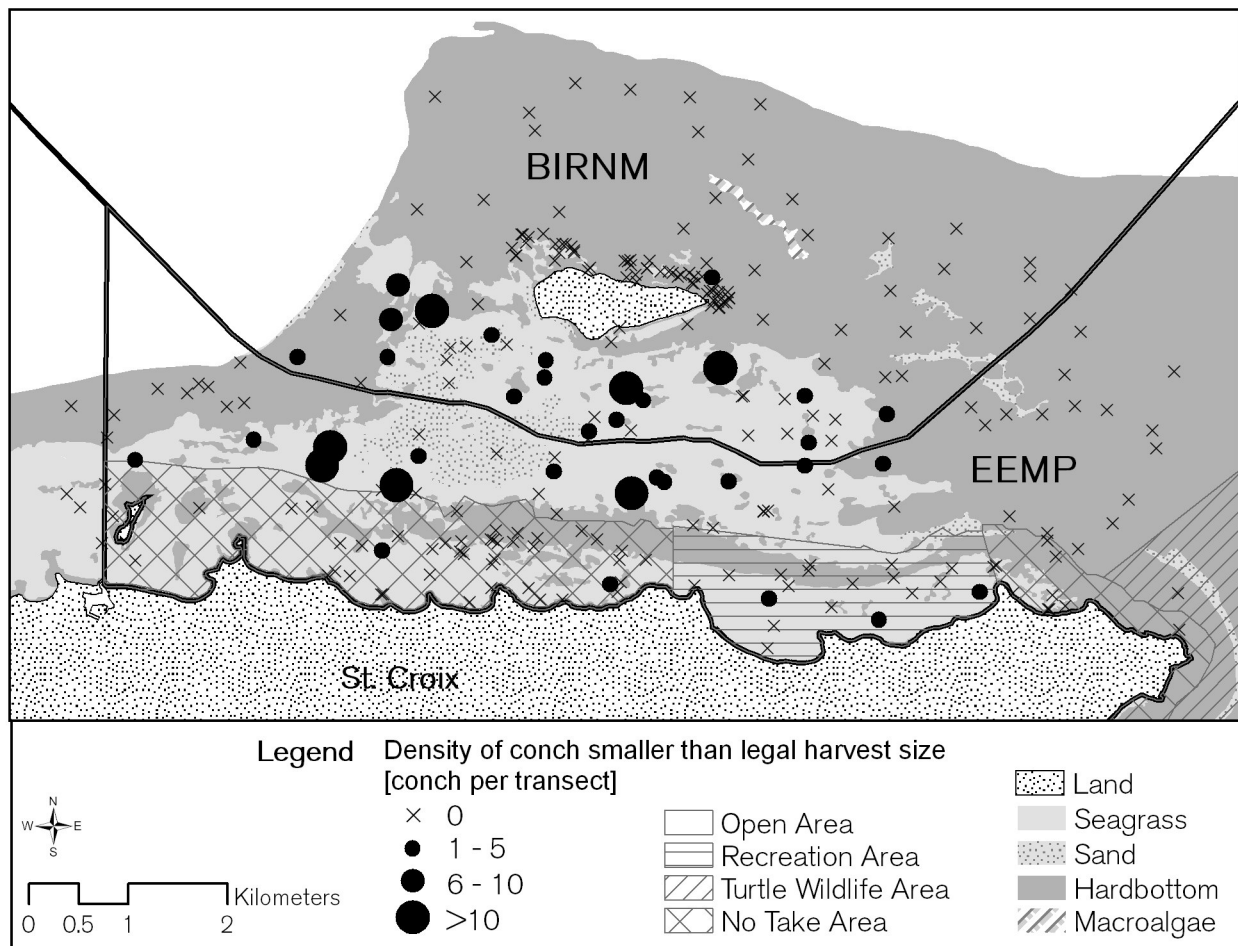 BIRNM
EEMP
St. Croix
Legend
Density of conch smaller than legal harvest size
[conch per transect]
0
1 - 5
6 - 10
>10
Open Area
Recreation Area
Turtle Wildlife Area
No Take Area
Land
Seagrass
Sand
Hardbottom
Macroalgae
N
W E
S
Kilometers
0 0.5 1 2